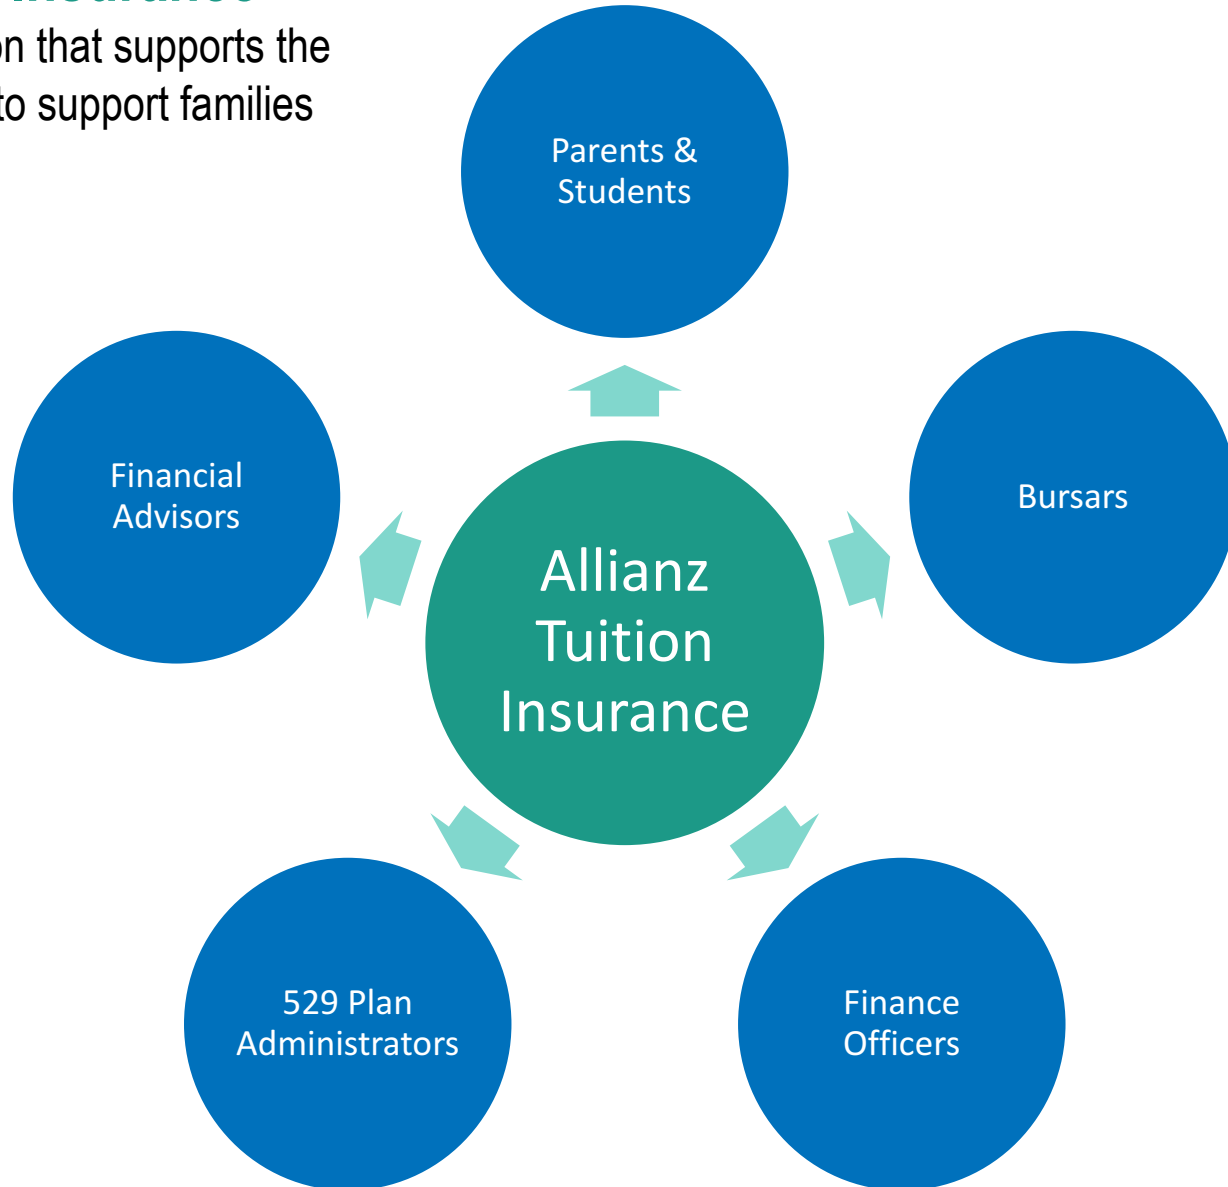 Insurance
on that supports the
to support families
Parents &
Students
Financial
Advisors
Bursars
Allianz
Tuition
Insurance
529 Plan
Administrators
Finance
Officers